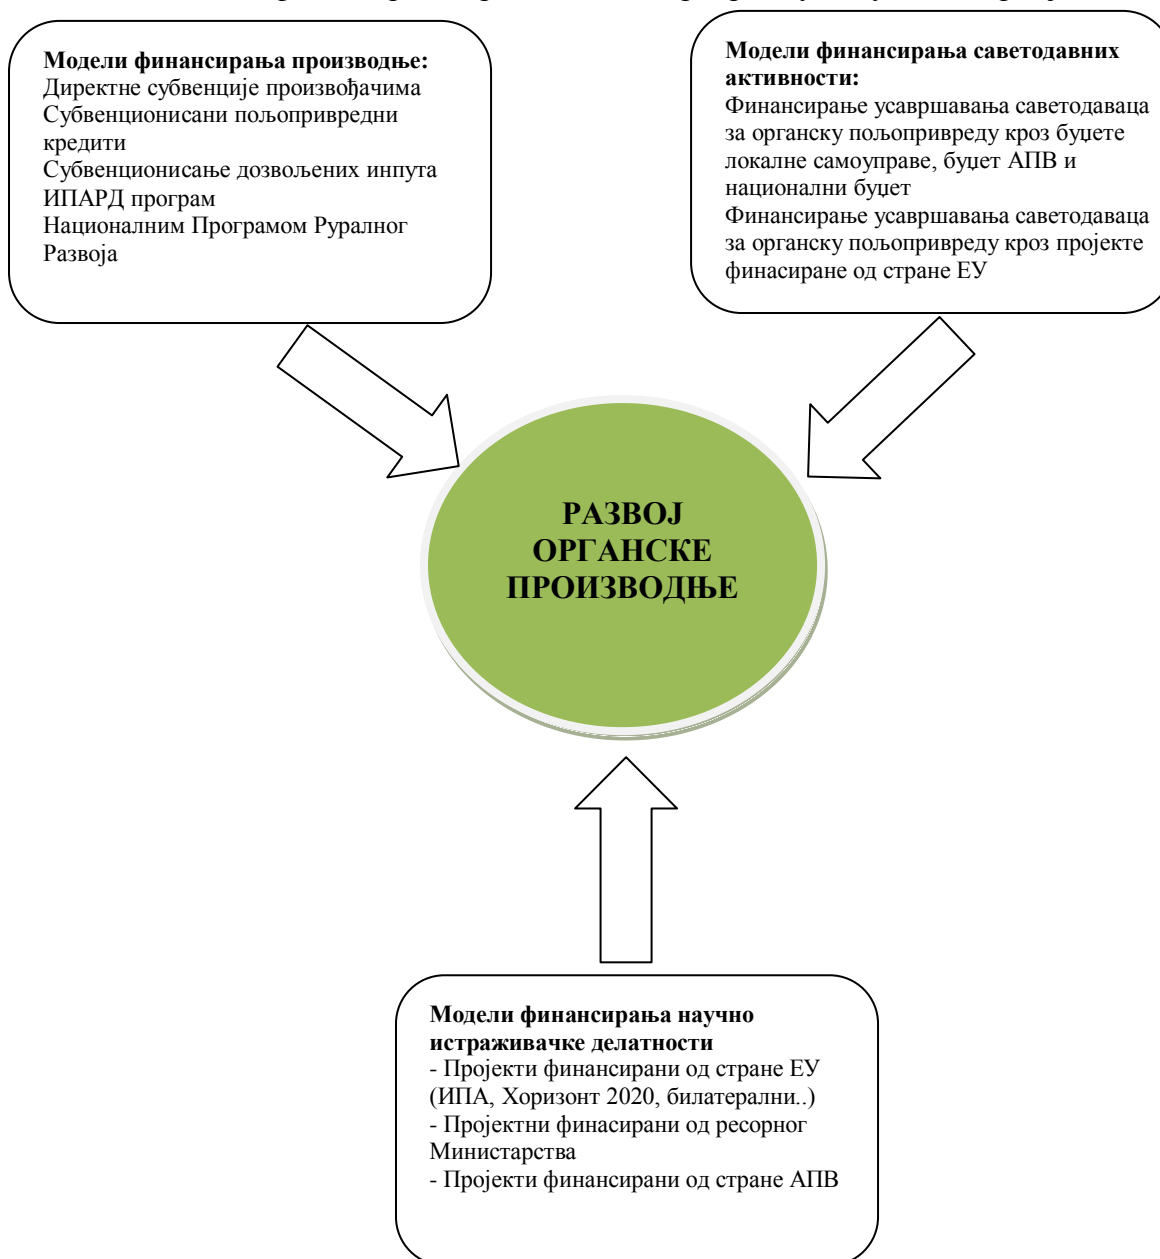 Модели финансирања производње:
Директне субвенције произвођачима
Субвенционисани пољопривредни
кредити
Субвенционисање дозвољених инпута
ИПАРД програм
Националним Програмом Руралног
Развоја
Модели финансирања саветодавних
активности:
Финансирање усавршавања саветодаваца
за органску пољопривреду кроз буџете
локалне самоуправе, буџет АПВ и
национални буџет
Финансирање усавршавања саветодаваца
за органску пољопривреду кроз пројекте
финасиране од стране ЕУ
РАЗВОЈ
ОРГАНСКЕ
ПРОИЗВОДЊЕ
Модели финансирања научно
истраживачке делатности
- Пројекти финансирани од стране ЕУ
(ИПА, Хоризонт 2020, билатерални..)
- Пројектни финасирани од ресорног
Министарства
- Пројекти финансирани од стране АПВ